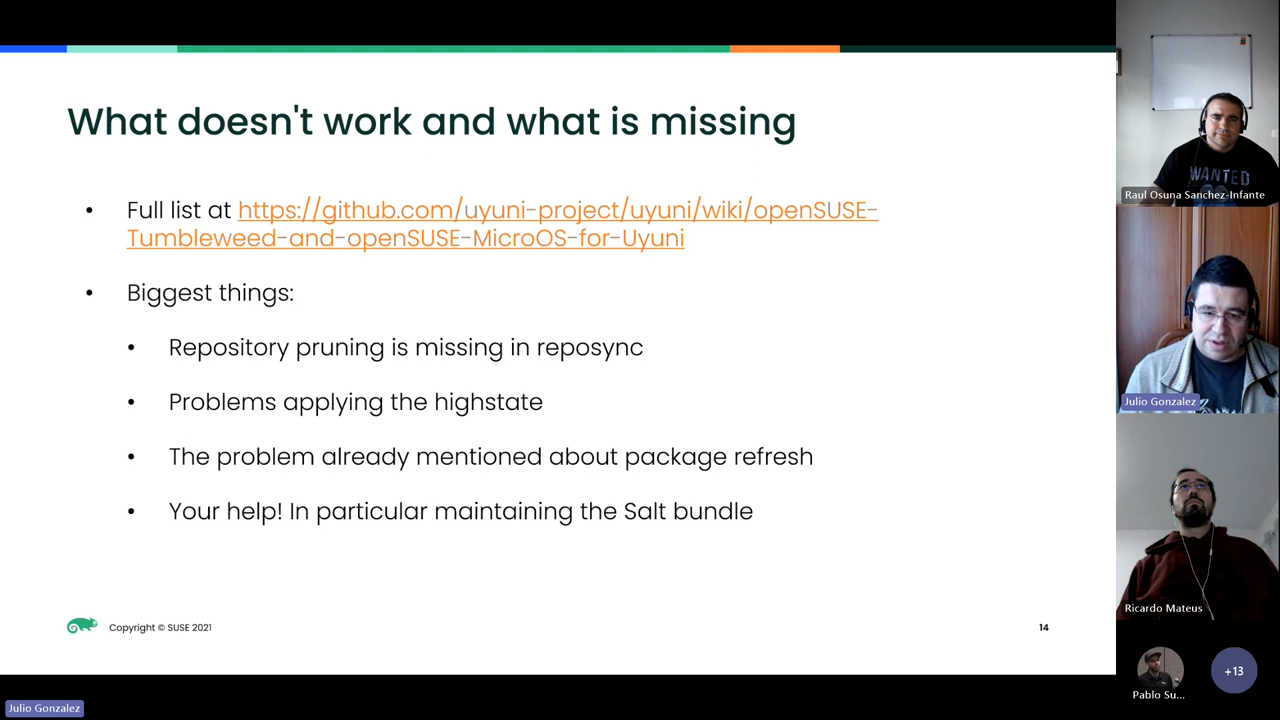 What doesn't work and what is missing
• Full list at https://github.com/uyuni-project/uyuni/wiki/openSUSE-
Tumbleweed-and-openSUSE-MicroOS-for-Uyuni
• Biggest things:
• Repository pruning is missing in reposync
• Problems applying the highstate
• The problem already mentioned about package refresh
• Your help! In particular maintaining the Salt bundle
Copyright © SUSE 2021
14
Raul Osuna Sanchez-Infante
WANTED
Julio Gonzalez
Ricardo Mateus
Pablo Su...
+13
Julio Gonzalez